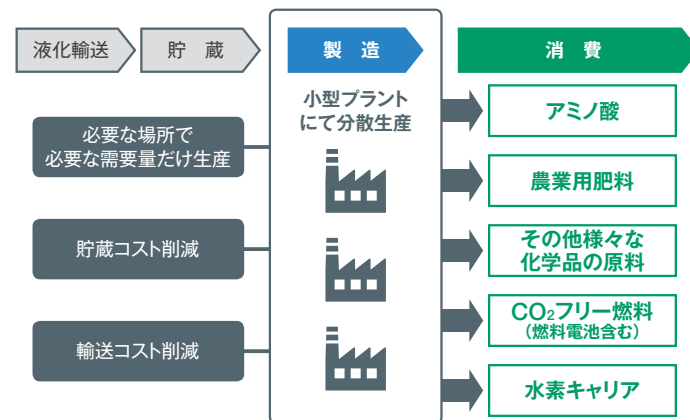 液化輸送
貯 蔵
製 造
消 費
必要な場所で
必要な需要量だけ生産
貯蔵コスト削減
輸送コスト削減
小型プラント
にて分散生産
アミノ酸
農業用肥料
その他様々な
化学品の原料
CO₂フリー燃料
(燃料電池含む)
水素キャリア